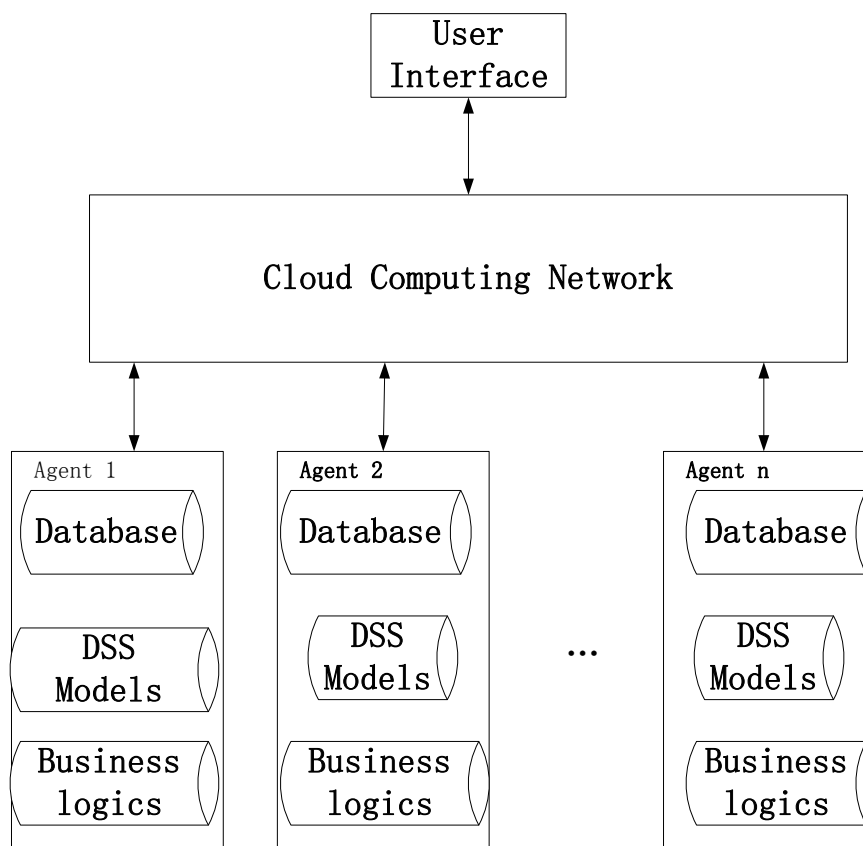 User
Interface
Cloud Computing Network
Agent 1
Database
DSS
Models
Business
logics
Agent 2
Database
DSS
Models
Business
logics
...
Agent n
Database
DSS
Models
Business
logics